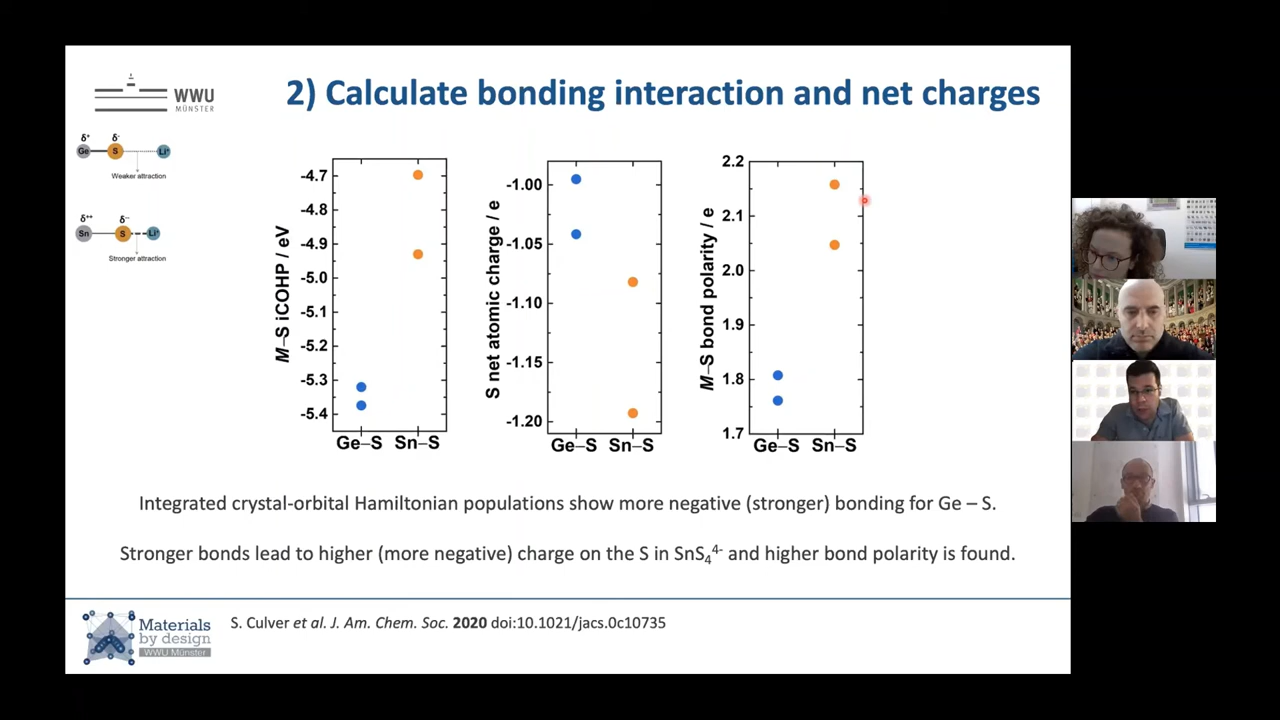 WWU
MÜNSTER
2) Calculate bonding interaction and net charges
δ+ δ-
Ge S Li+
Weaker attraction
δ++ δ--
Sn S Li+
Stronger attraction
M–S iCOHP / eV
-4.7
-4.8
-4.9
-5.0
-5.1
-5.2
-5.3
-5.4
Ge–S Sn–S
S net atomic charge / e
-1.00
-1.05
-1.10
-1.15
-1.20
Ge–S Sn–S
M–S bond polarity / e
2.2
2.1
2.0
1.9
1.8
1.7
Ge–S Sn–S
Integrated crystal-orbital Hamiltonian populations show more negative (stronger) bonding for Ge – S.
Stronger bonds lead to higher (more negative) charge on the S in SnS₄⁴⁻ and higher bond polarity is found.
Materials
by design
WWU Münster
S. Culver et al. J. Am. Chem. Soc. 2020 doi:10.1021/jacs.0c10735